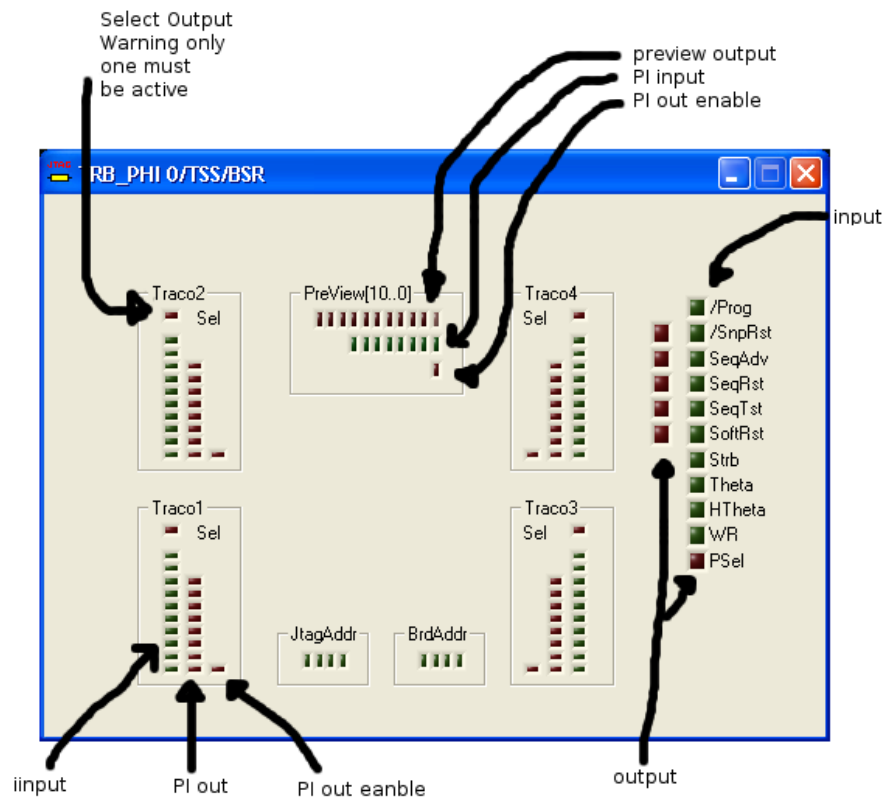 Select Output
Warning only
one must
be active
preview output
PI input
PI out enable
TRB_PHI 0/TSS/BSR
input
Traco2
Sel
PreView[10..0]
Traco4
Sel
/Prog
/SnpRst
SeqAdv
SeqRst
SeqTst
SoftRst
Strb
Theta
HTheta
WR
PSel
Traco1
Sel
Traco3
Sel
JtagAddr
BrdAddr
iinput
PI out
PI out eanble
output